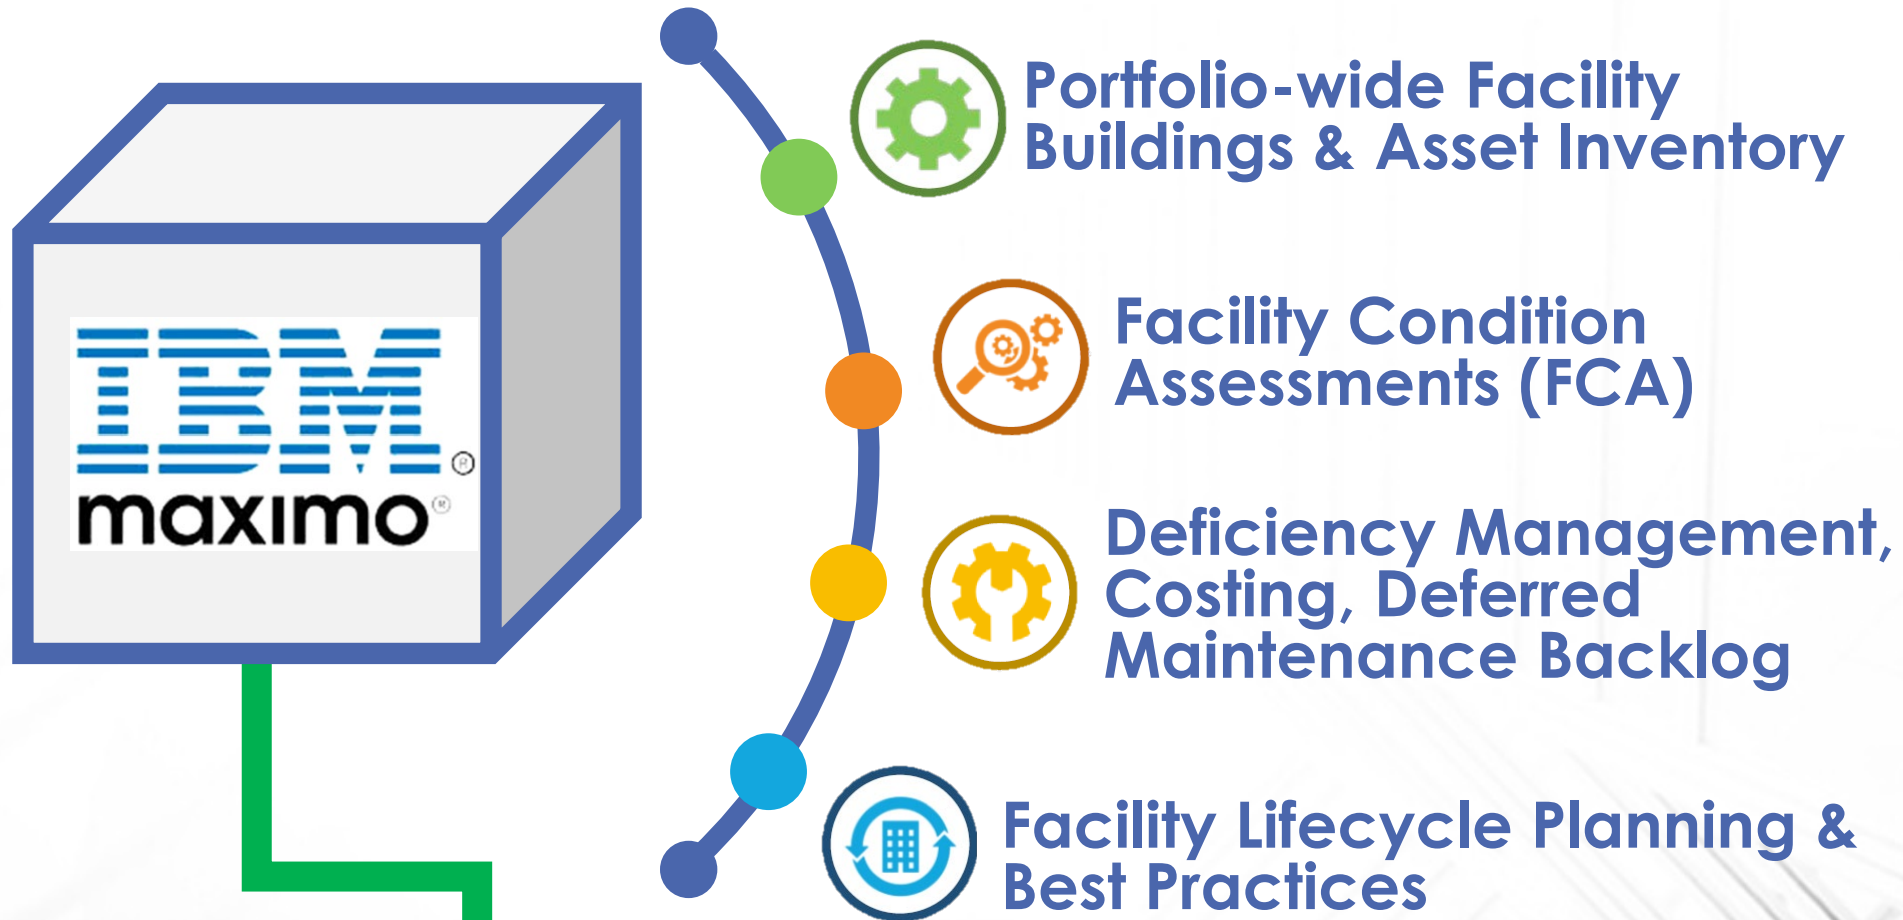 IBM®
maximo®
Portfolio-wide Facility
Buildings & Asset Inventory
Facility Condition
Assessments (FCA)
Deficiency Management,
Costing, Deferred
Maintenance Backlog
Facility Lifecycle Planning &
Best Practices